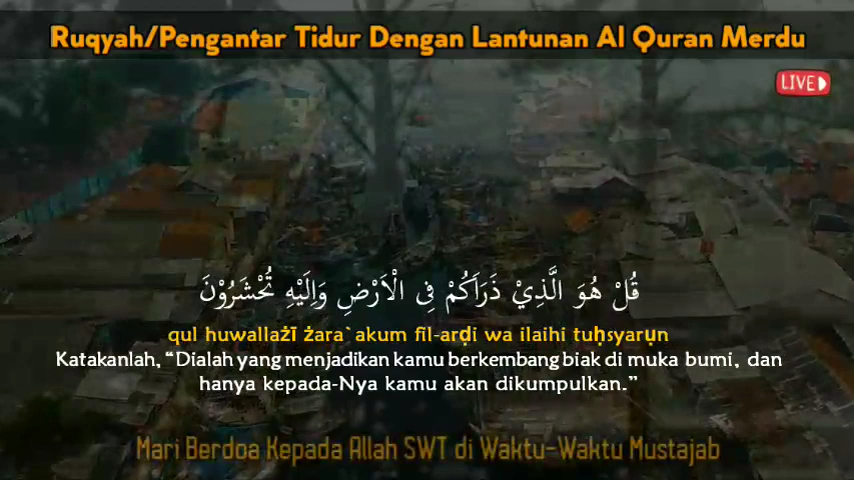 Ruqyah/Pengantar Tidur Dengan Lantunan Al Quran Merdu
LIVE
قُلْ هُوَ الَّذِيْ ذَرَاَكُمْ فِى الْاَرْضِ وَاِلَيْهِ تُحْشَرُوْنَ
qul huwallażī żara`akum fil-arḍi wa ilaihi tuḥsyarụn
Katakanlah, “Dialah yang menjadikan kamu berkembang biak di muka bumi, dan
hanya kepada-Nya kamu akan dikumpulkan.”
Mari Berdoa Kepada Allah SWT di Waktu-Waktu Mustajab